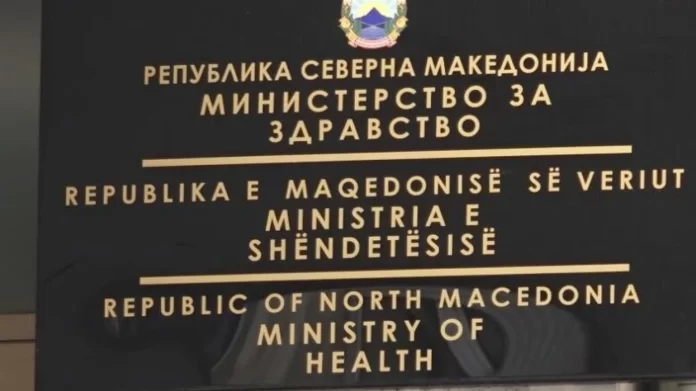 РЕПУБЛИКА СЕВЕРНА МАКЕДОНИЈА
МИНИСТЕРСТВО ЗА
ЗДРАВСТВО
REPUBLIKA E MAQEDONISË SË VERIUT
MINISTRIA E
SHËNDETËSISË
REPUBLIC OF NORTH MACEDONIA
MINISTRY OF
HEALTH